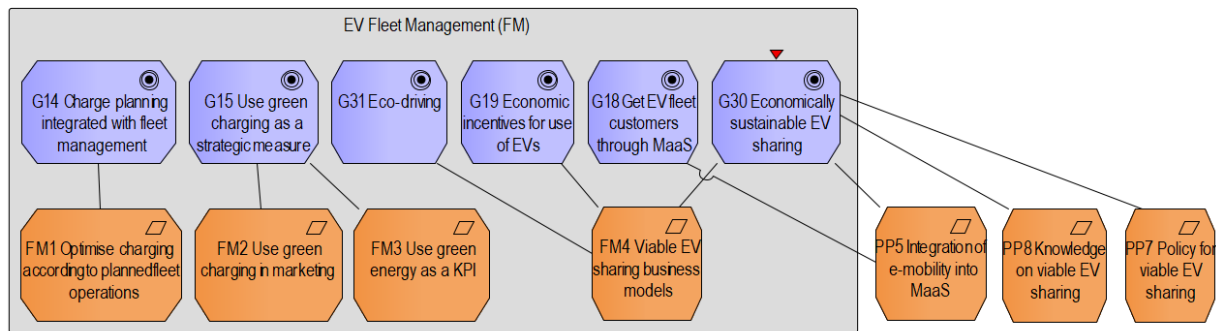 EV Fleet Management (FM)
G14 Charge planning
integrated with fleet
management
G15 Use green
charging as a
strategic measure
G31 Eco-driving
G19 Economic
incentives for use
of EVs
G18 Get EV fleet
customers
through MaaS
G30 Economically
sustainable EV
sharing
FM1 Optimise charging
according to plannedfleet
operations
FM2 Use green
charging in marketing
FM3 Use green
energy as a KPI
FM4 Viable EV
sharing business
models
PP5 Integration of
e-mobility into
MaaS
PP8 Knowledge
on viable EV
sharing
PP7 Policy for
viable EV
sharing